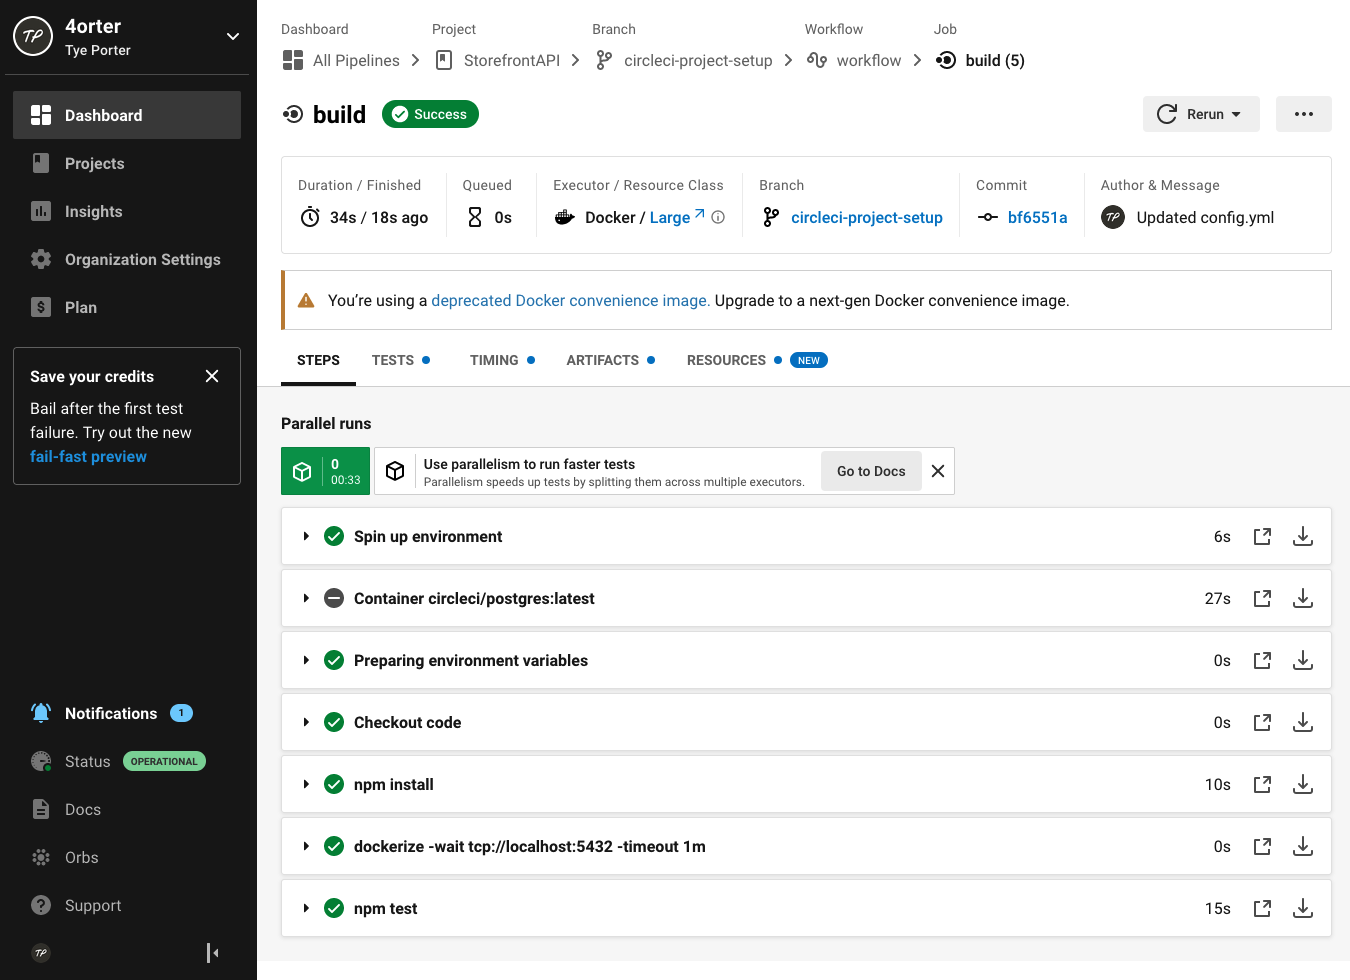 TP
4orter
Tye Porter
Dashboard
Projects
Insights
Organization Settings
Plan
Save your credits
Bail after the first test
failure. Try out the new
fail-fast preview
Notifications 1
Status OPERATIONAL
Docs
Orbs
Support
TP
Dashboard Project Branch Workflow Job
All Pipelines StorefrontAPI circleci-project-setup workflow build (5)
build Success Rerun
Duration / Finished Queued Executor / Resource Class Branch Commit Author & Message
34s / 18s ago 0s Docker / Large circleci-project-setup bf6551a TP Updated config.yml
You’re using a deprecated Docker convenience image. Upgrade to a next-gen Docker convenience image.
STEPS TESTS TIMING ARTIFACTS RESOURCES NEW
Parallel runs
0
00:33
Use parallelism to run faster tests
Parallelism speeds up tests by splitting them across multiple executors.
Go to Docs
Spin up environment 6s
Container circleci/postgres:latest 27s
Preparing environment variables 0s
Checkout code 0s
npm install 10s
dockerize -wait tcp://localhost:5432 -timeout 1m 0s
npm test 15s